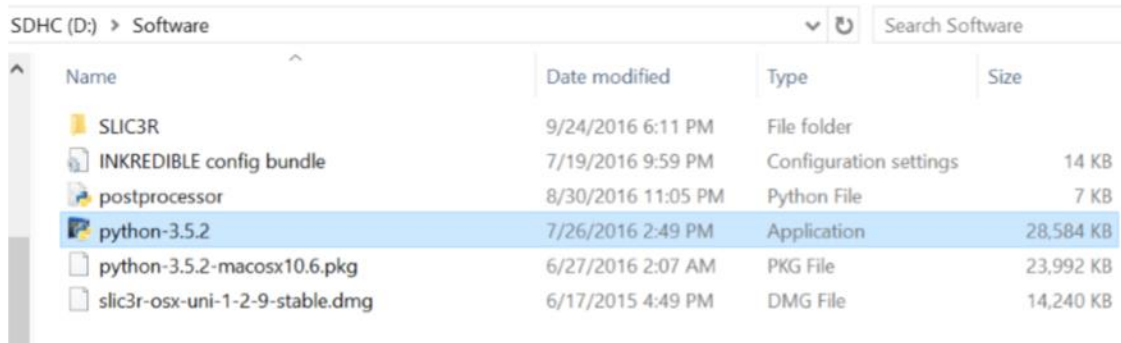 SDHC (D:) > Software Search Software
Name Date modified Type Size
SLIC3R 9/24/2016 6:11 PM File folder
INKREDIBLE config bundle 7/19/2016 9:59 PM Configuration settings 14 KB
postprocessor 8/30/2016 11:05 PM Python File 7 KB
python-3.5.2 7/26/2016 2:49 PM Application 28,584 KB
python-3.5.2-macosx10.6.pkg 6/27/2016 2:07 AM PKG File 23,992 KB
slic3r-osx-uni-1-2-9-stable.dmg 6/17/2015 4:49 PM DMG File 14,240 KB